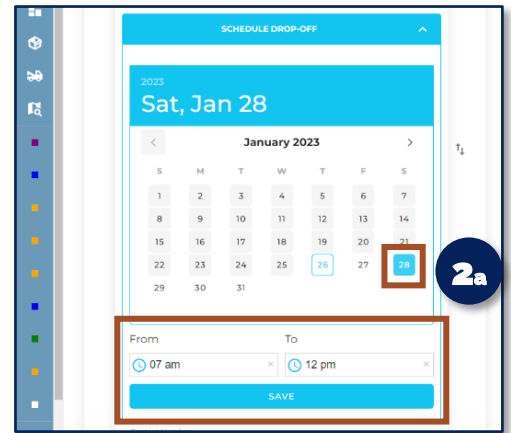 SCHEDULE DROP-OFF
2023
Sat, Jan 28
January 2023
S M T W T F S
1 2 3 4 5 6 7
8 9 10 11 12 13 14
15 16 17 18 19 20 21
22 23 24 25 26 27 28
29 30 31
2a
From To
07 am × 12 pm ×
SAVE